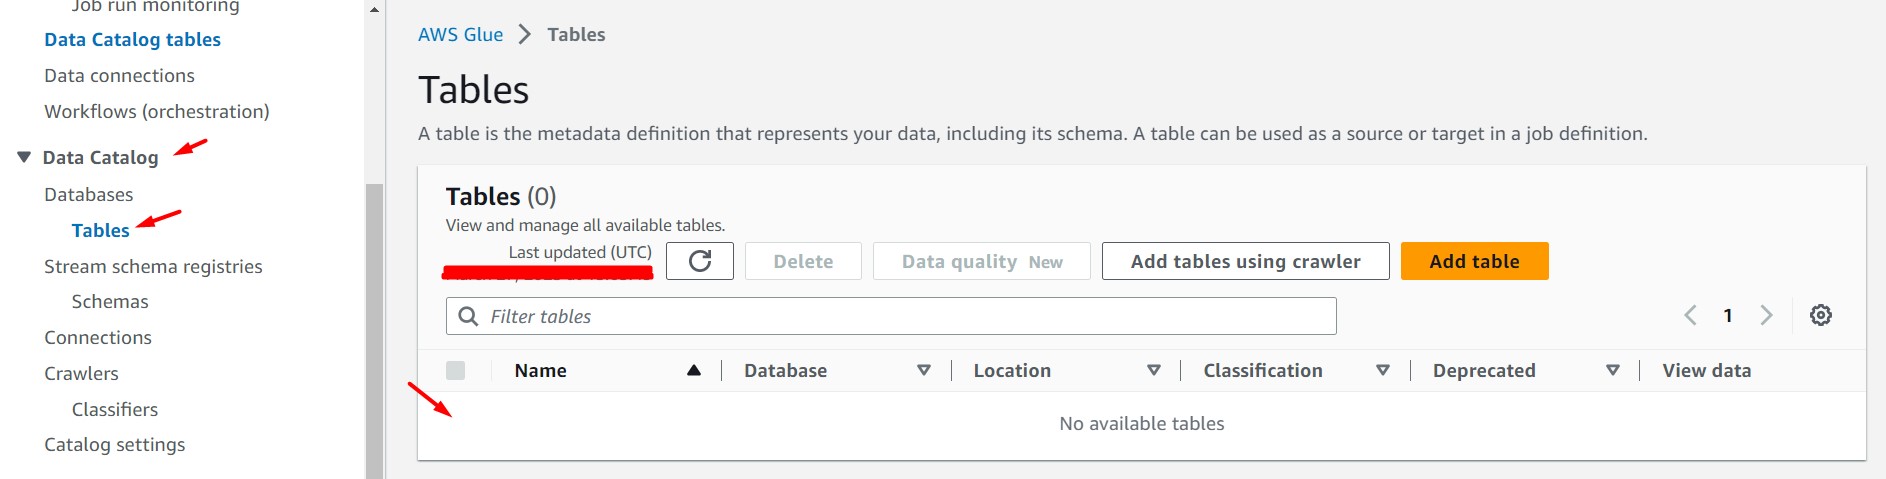 Job run monitoring
Data Catalog tables
Data connections
Workflows (orchestration)
Data Catalog
Databases
Tables
Stream schema registries
Schemas
Connections
Crawlers
Classifiers
Catalog settings
AWS Glue > Tables
Tables
A table is the metadata definition that represents your data, including its schema. A table can be used as a source or target in a job definition.
Tables (0)
View and manage all available tables.
Last updated (UTC)
Delete
Data quality New
Add tables using crawler
Add table
Filter tables
1
Name Database Location Classification Deprecated View data
No available tables